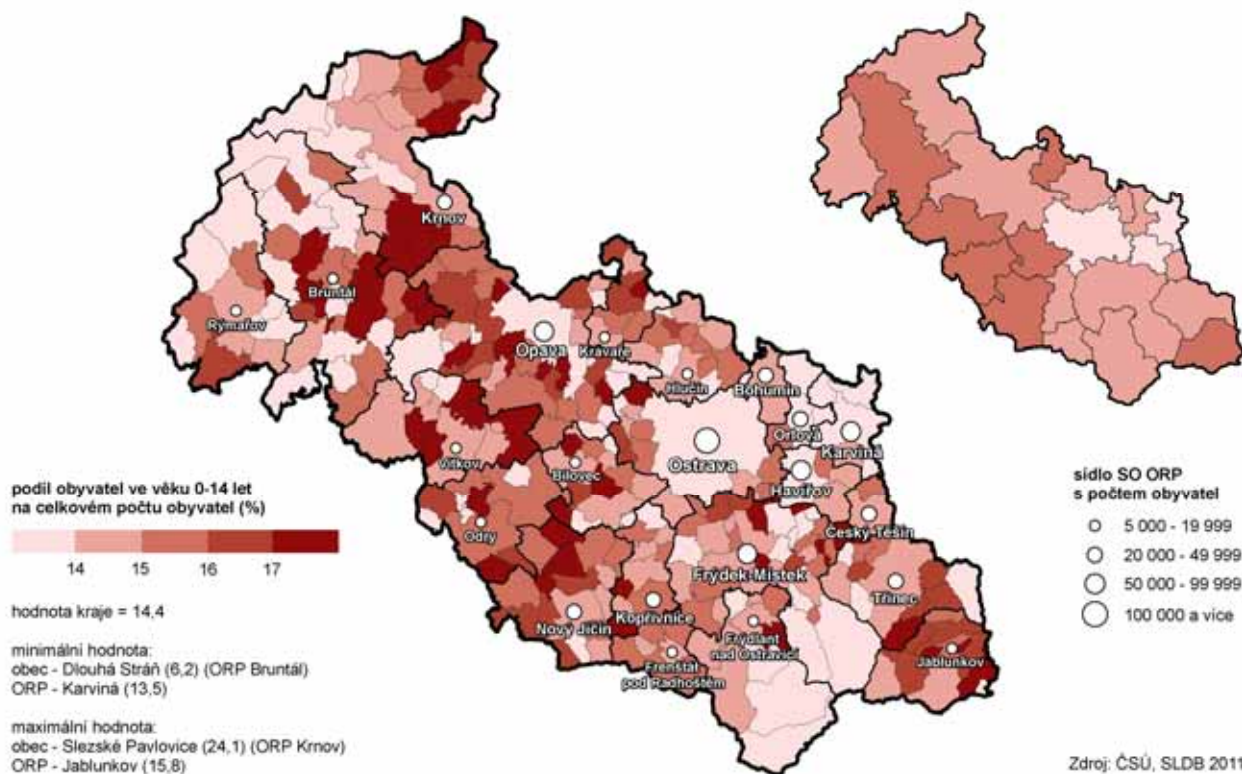 Krnov
Bruntál
Rýmařov
Opava
Kravaře
Hlučín
Bohumín
Orlová
Karviná
Ostrava
Vítkov
Bílovec
Havířov
Odry
Český Těšín
Frýdek-Místek
Třinec
Nový Jičín
Kopřivnice
Frýdlant
nad Ostravicí
Frenštát
pod Radhoštěm
Jablunkov
podíl obyvatel ve věku 0-14 let
na celkovém počtu obyvatel (%)
14 15 16 17
hodnota kraje = 14,4
minimální hodnota:
obec - Dlouhá Stráň (6,2) (ORP Bruntál)
ORP - Karviná (13,5)
maximální hodnota:
obec - Slezské Pavlovice (24,1) (ORP Krnov)
ORP - Jablunkov (15,8)
sídlo SO ORP
s počtem obyvatel
5 000 - 19 999
20 000 - 49 999
50 000 - 99 999
100 000 a více
Zdroj: ČSÚ, SLDB 2011